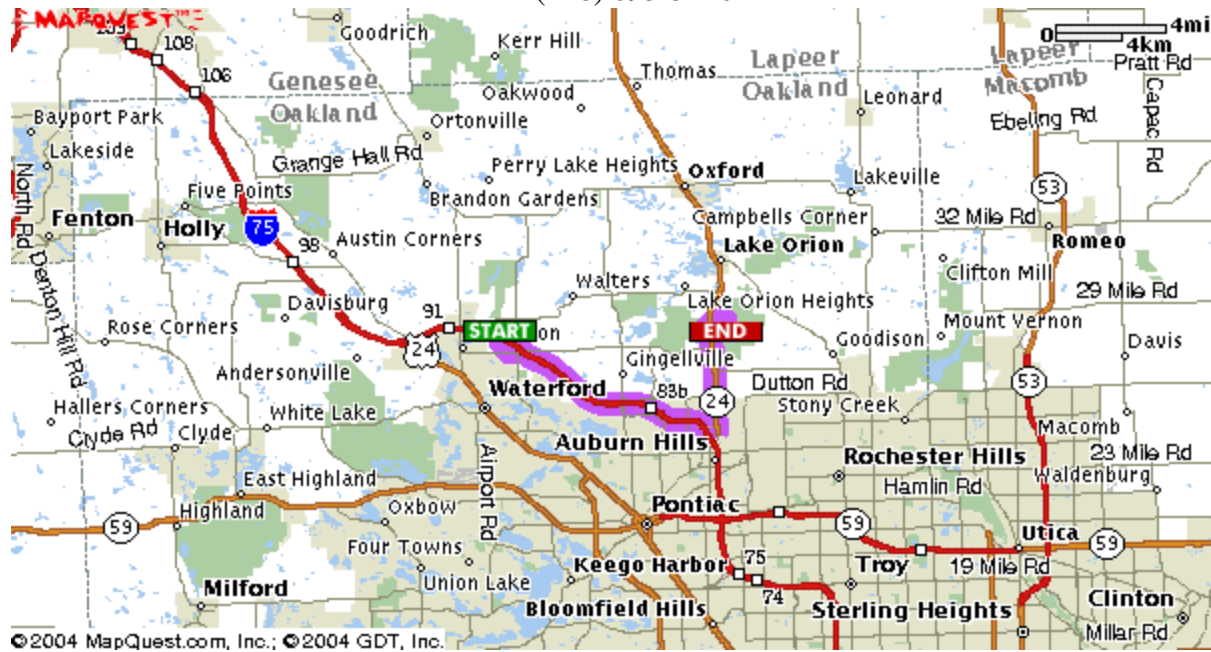 MAPQUEST
108
106
Goodrich
Kerr Hill
Genesee
Oakland
Oakwood
Thomas
Lapeer
Oakland
Leonard
Lapeer
Macomb
0 4mi
4km
Pratt Rd
Capac Rd
Ebeling Rd
Bayport Park
Lakeside
North Rd
Ortonville
Grange Hall Rd
Perry Lake Heights
Oxford
Lakeville
53
Five Points
Brandon Gardens
Fenton
Holly
75
98
Austin Corners
Campbells Corner
Lake Orion
32 Mile Rd
Romeo
Denton Hill Rd
Davisburg
Walters
Clifton Mill
29 Mile Rd
Rose Corners
91
START
on
Lake Orion Heights
END
Goodison
Mount Vernon
Davis
24
Andersonville
Gingellville
Waterford
83b
24
Dutton Rd
53
Stony Creek
Hallers Corners
Clyde Rd
Clyde
White Lake
Auburn Hills
Macomb
23 Mile Rd
Rochester Hills
Waldenburg
Airport Rd
East Highland
Hamlin Rd
59
Highland
Oxbow
Pontiac
59
Utica
59
Four Towns
Keego Harbor
75
Troy
19 Mile Rd
Union Lake
74
Milford
Bloomfield Hills
Sterling Heights
Clinton
Millar Rd
©2004 MapQuest.com, Inc.; ©2004 GDT, Inc.